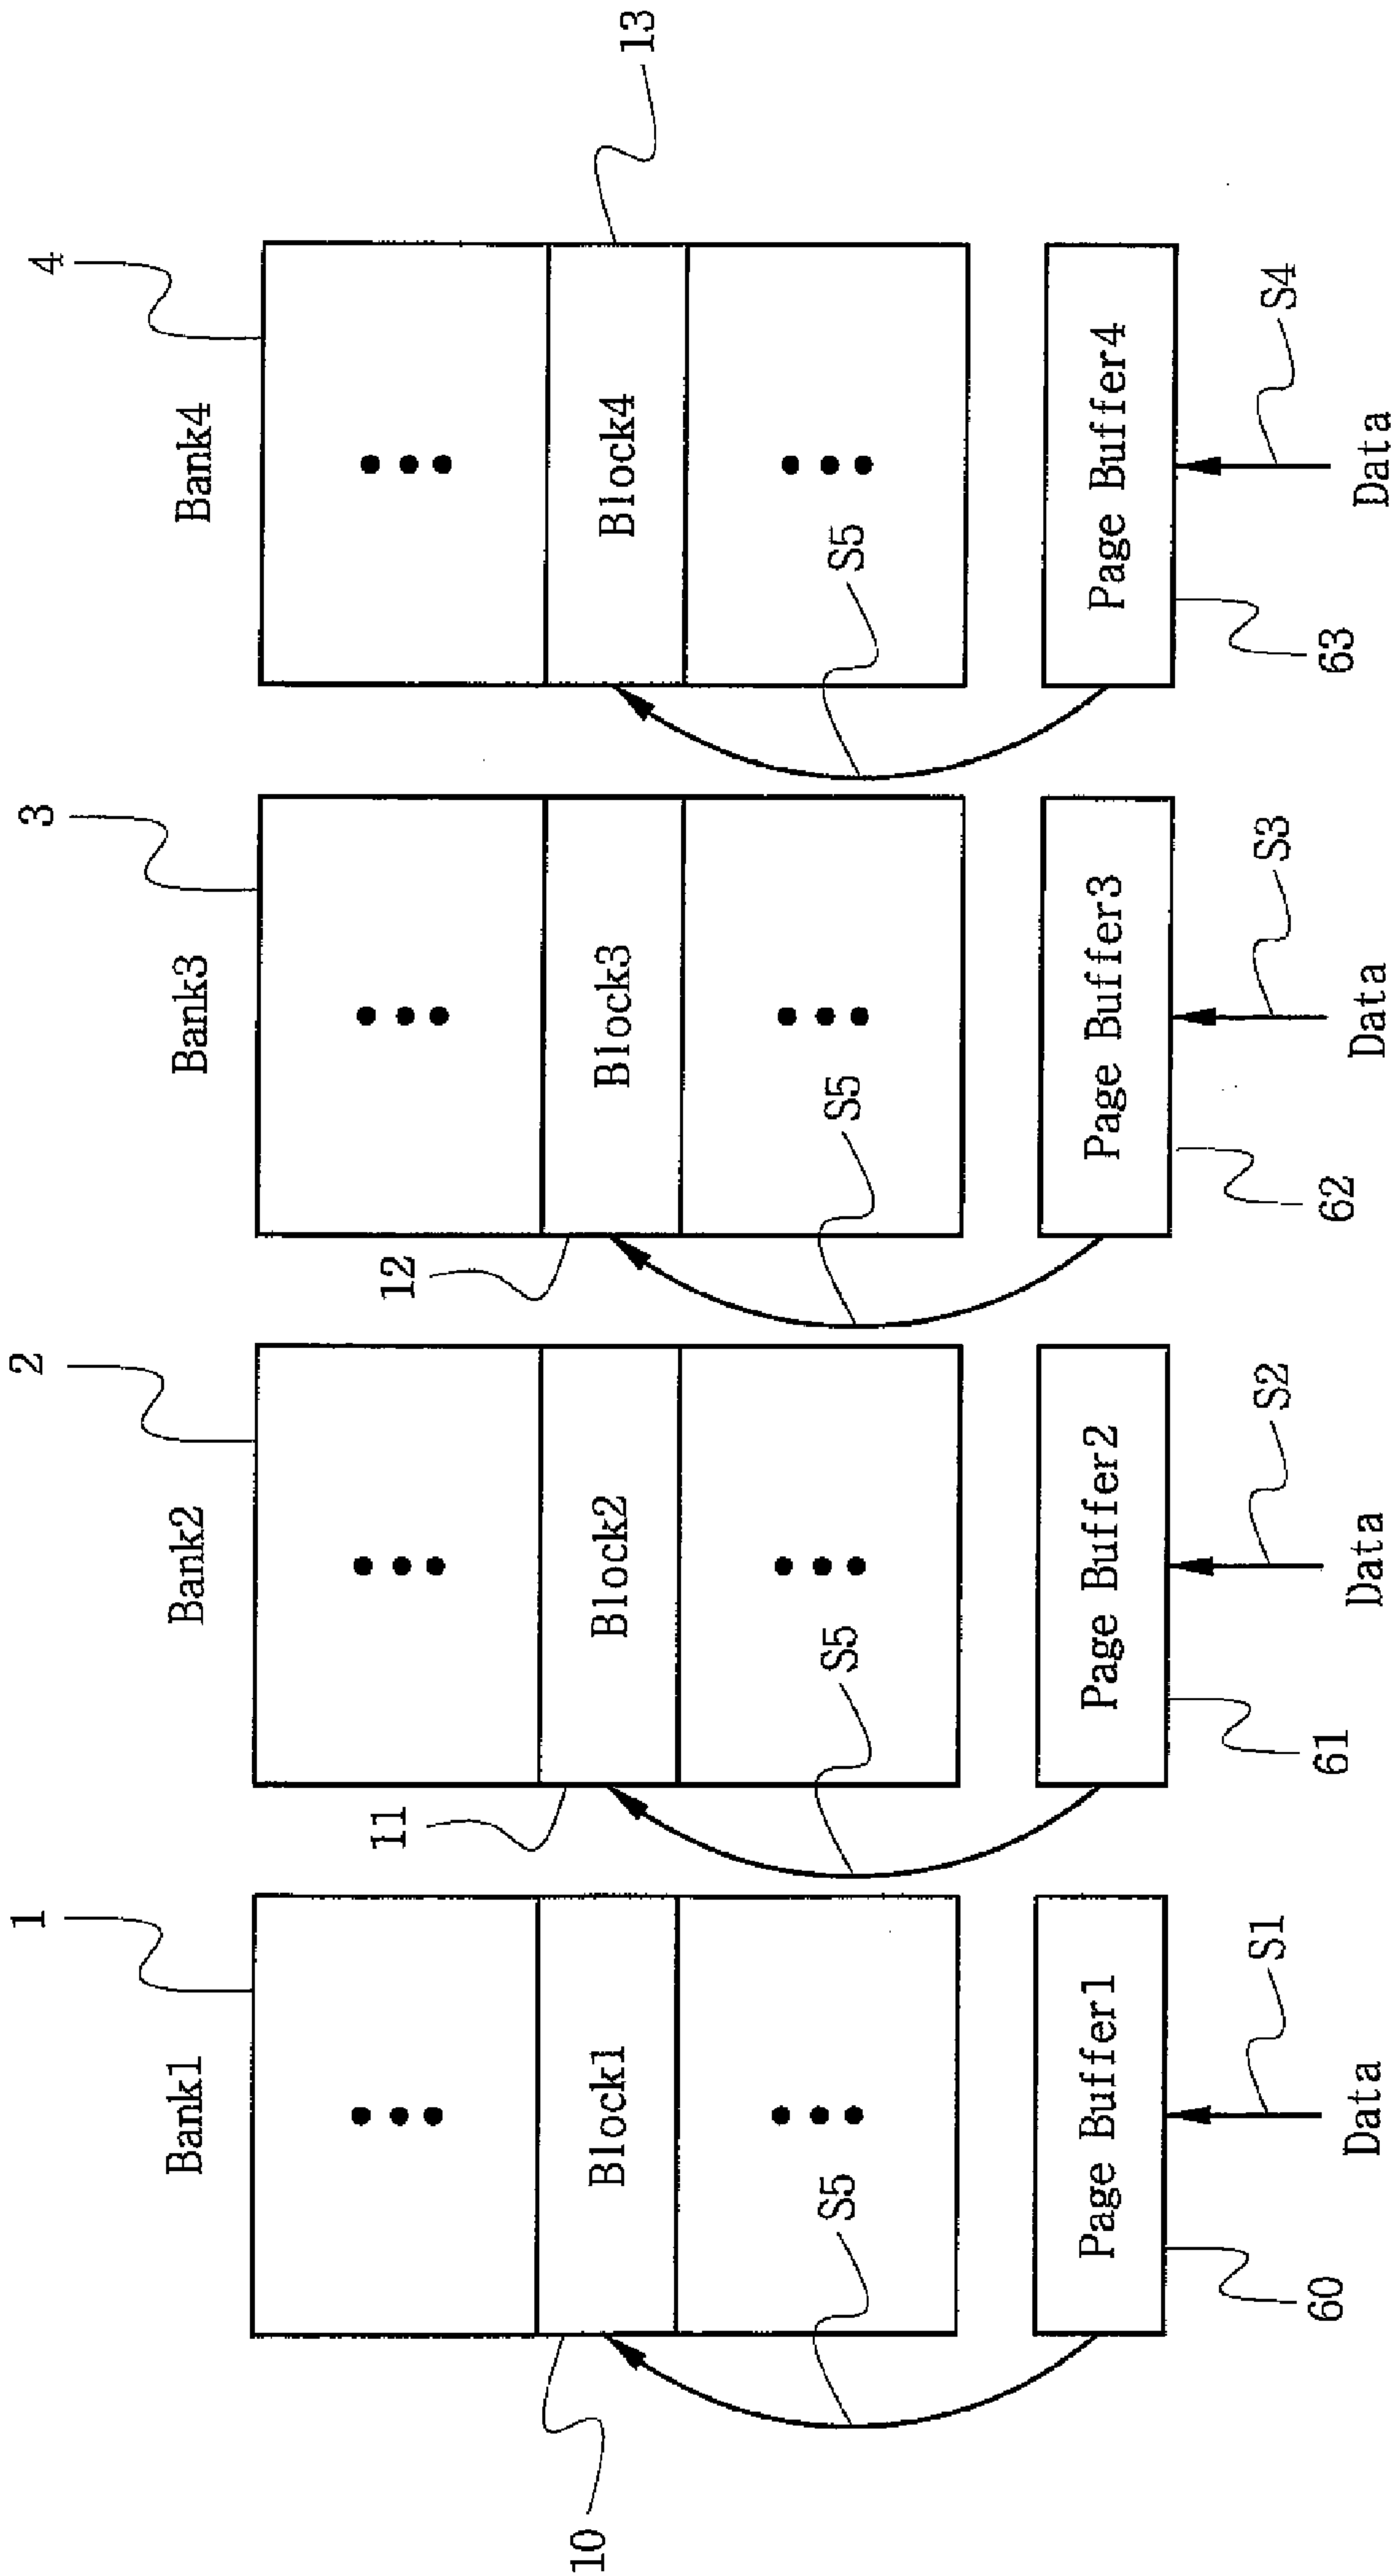 1
2
3
4
Bank1
Bank2
Bank3
Bank4
11
12
13
10
Block1
Block2
Block3
Block4
S5
S5
S5
S5
Page Buffer1
Page Buffer2
Page Buffer3
Page Buffer4
60
61
62
63
S1
S2
S3
S4
Data
Data
Data
Data